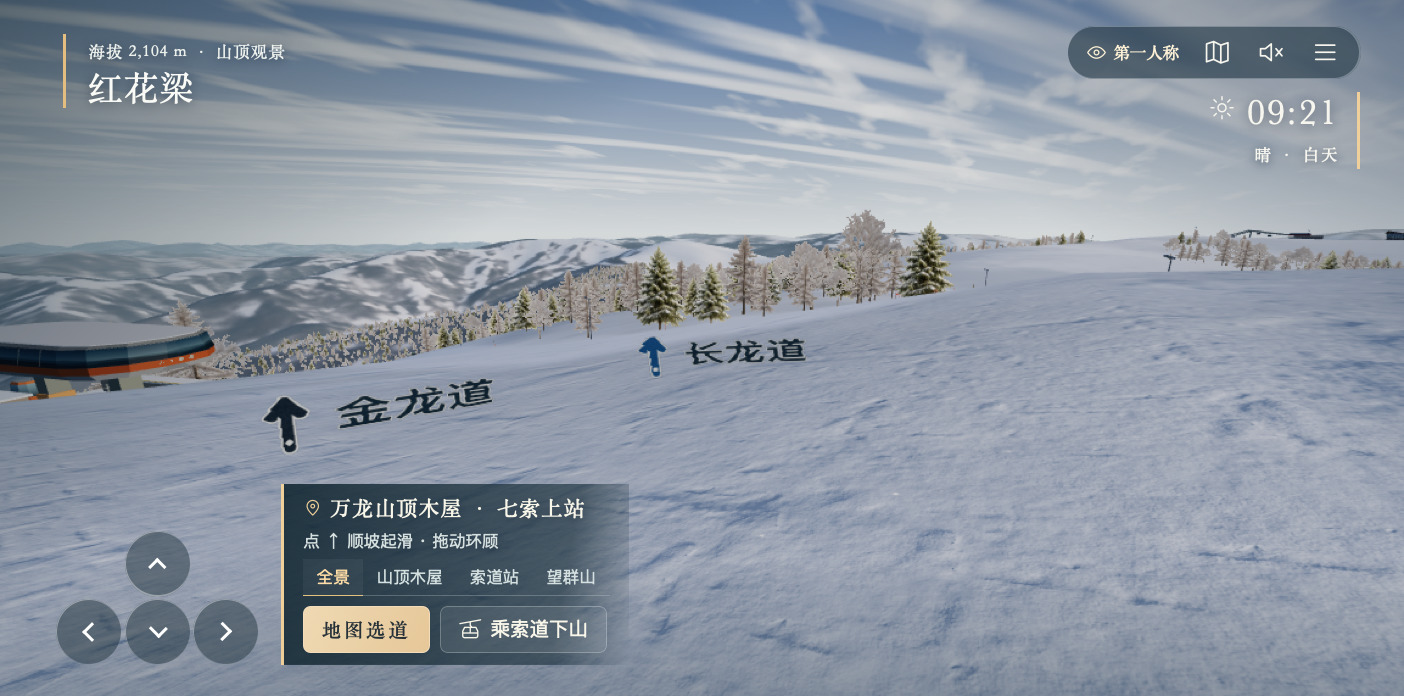 海拔 2,104 m · 山顶观景
红花梁
第一人称
09:21
晴 · 白天
长龙道
金龙道
万龙山顶木屋 · 七索上站
点 ↑ 顺坡起滑 · 拖动环顾
全景 山顶木屋 索道站 望群山
地图选道 乘索道下山